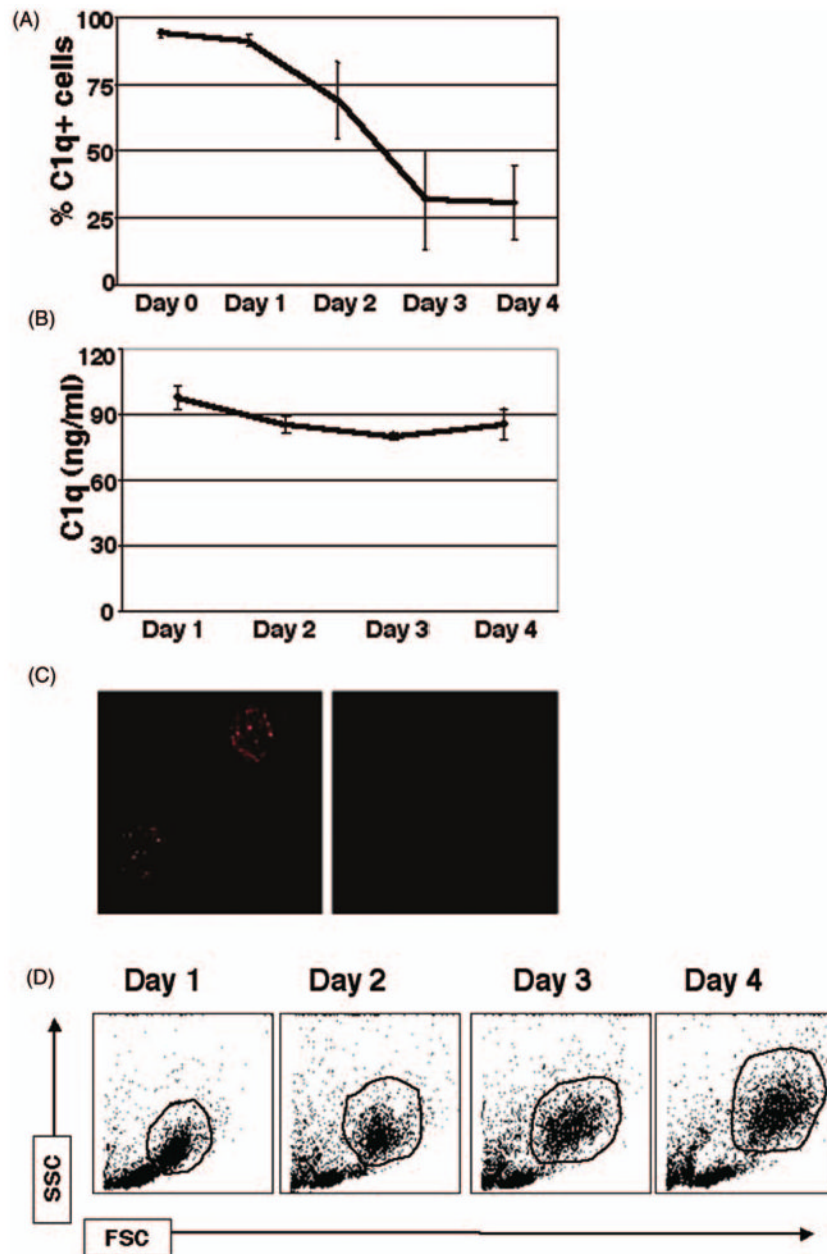 (A)
% C1q+ cells
100
75
50
25
0
Day 0 Day 1 Day 2 Day 3 Day 4
(B)
C1q (ng/ml)
120
90
60
30
0
Day 1 Day 2 Day 3 Day 4
(C)
(D)
Day 1 Day 2 Day 3 Day 4
SSC
FSC